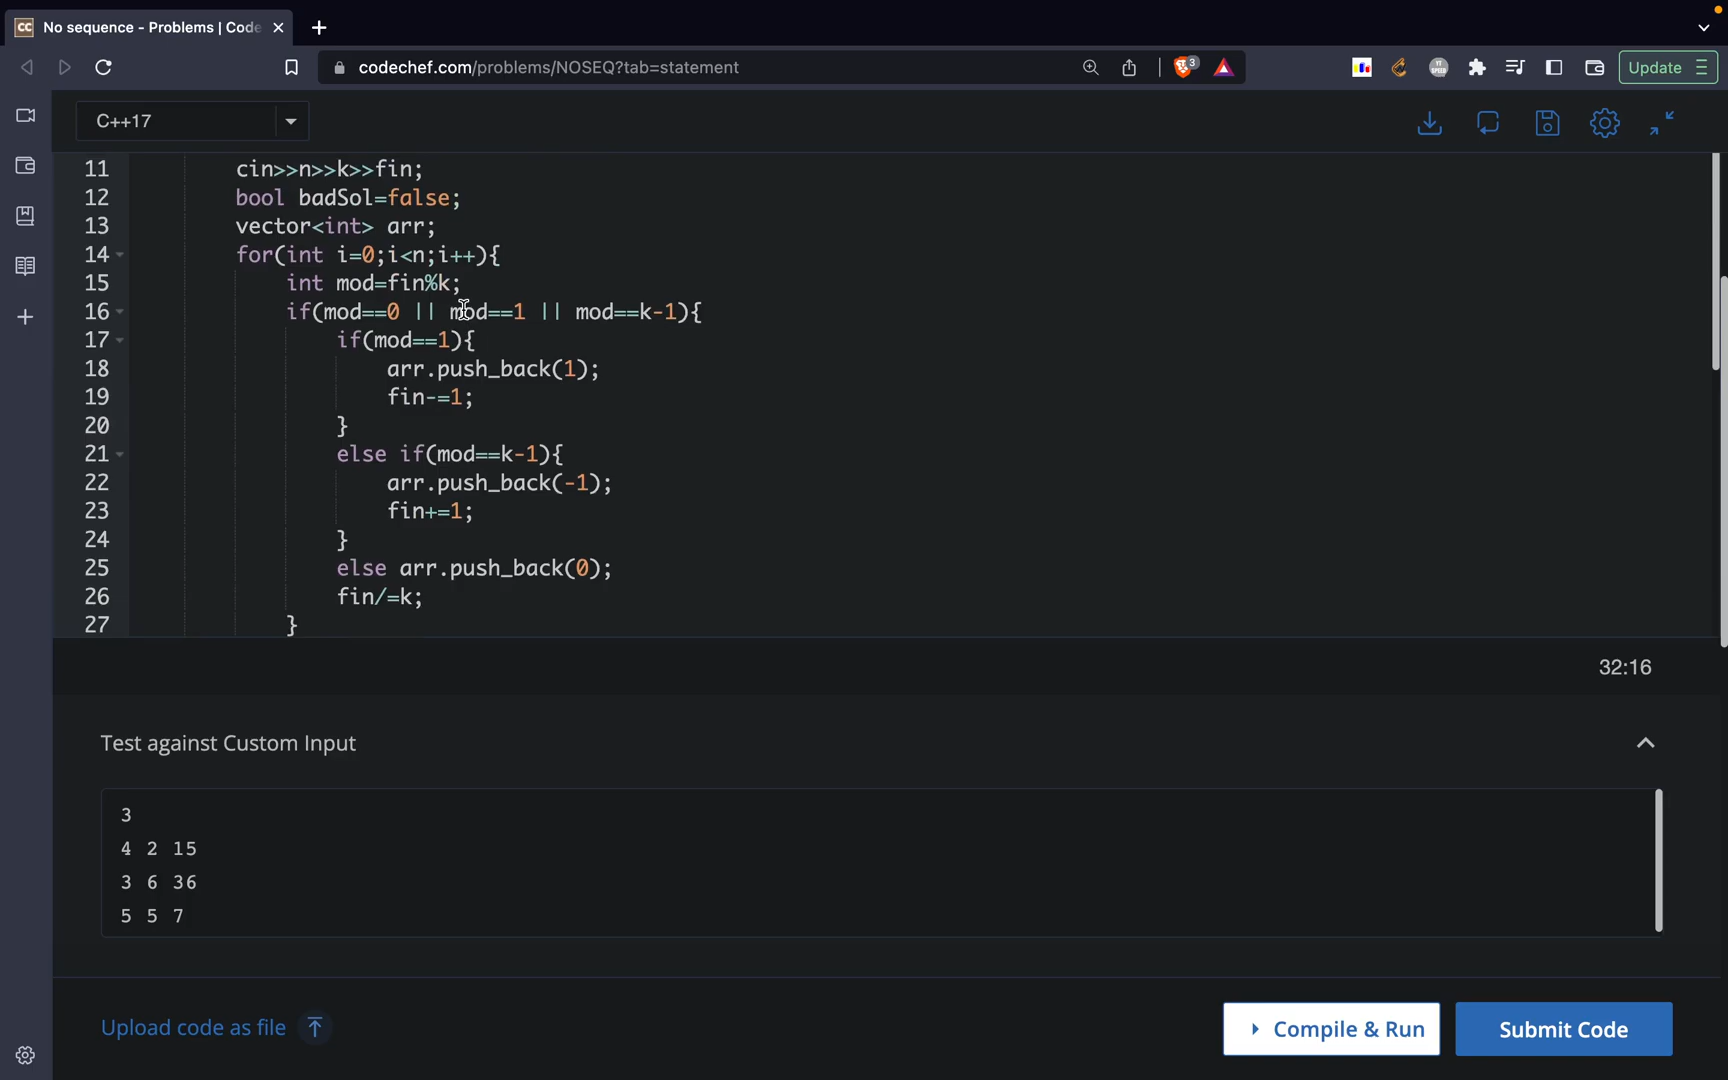 No sequence - Problems | Code
codechef.com/problems/NOSEQ?tab=statement
3
Update
C++17
11 cin>>n>>k>>fin;
12 bool badSol=false;
13 vector<int> arr;
14 for(int i=0;i<n;i++){
15 int mod=fin%k;
16 if(mod==0 || mod==1 || mod==k-1){
17 if(mod==1){
18 arr.push_back(1);
19 fin-=1;
20 }
21 else if(mod==k-1){
22 arr.push_back(-1);
23 fin+=1;
24 }
25 else arr.push_back(0);
26 fin/=k;
27 }
32:16
Test against Custom Input
3
4 2 15
3 6 36
5 5 7
Upload code as file
Compile & Run
Submit Code